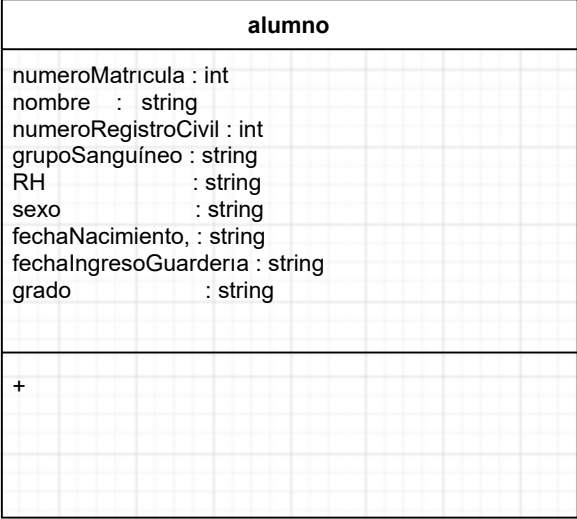 alumno
numeroMatrıcula : int
nombre : string
numeroRegistroCivil : int
grupoSanguíneo : string
RH : string
sexo : string
fechaNacimiento, : string
fechaIngresoGuarderıa : string
grado : string
+